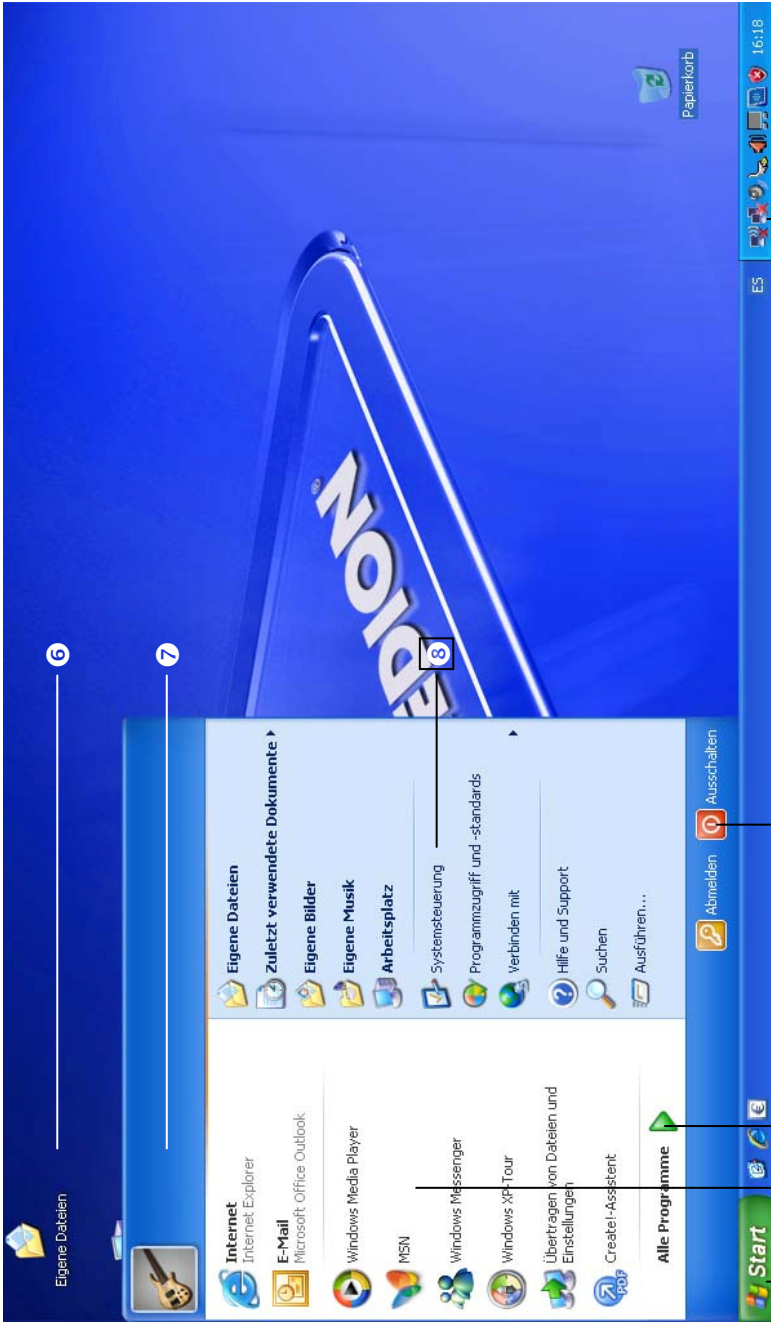 Eigene Dateien
6
7
Internet
Internet Explorer
E-Mail
Microsoft Office Outlook
Windows Media Player
MSN
Windows Messenger
Windows XP-Tour
Übertragen von Dateien und
Einstellungen
Create!-Assistent
Alle Programme
Eigene Dateien
Zuletzt verwendete Dokumente
Eigene Bilder
Eigene Musik
Arbeitsplatz
Systemsteuerung
8
Programmzugriff und -standards
Verbinden mit
Hilfe und Support
Suchen
Ausführen...
Abmelden
Ausschalten
EDION®
Papierkorb
Start
ES
16:18